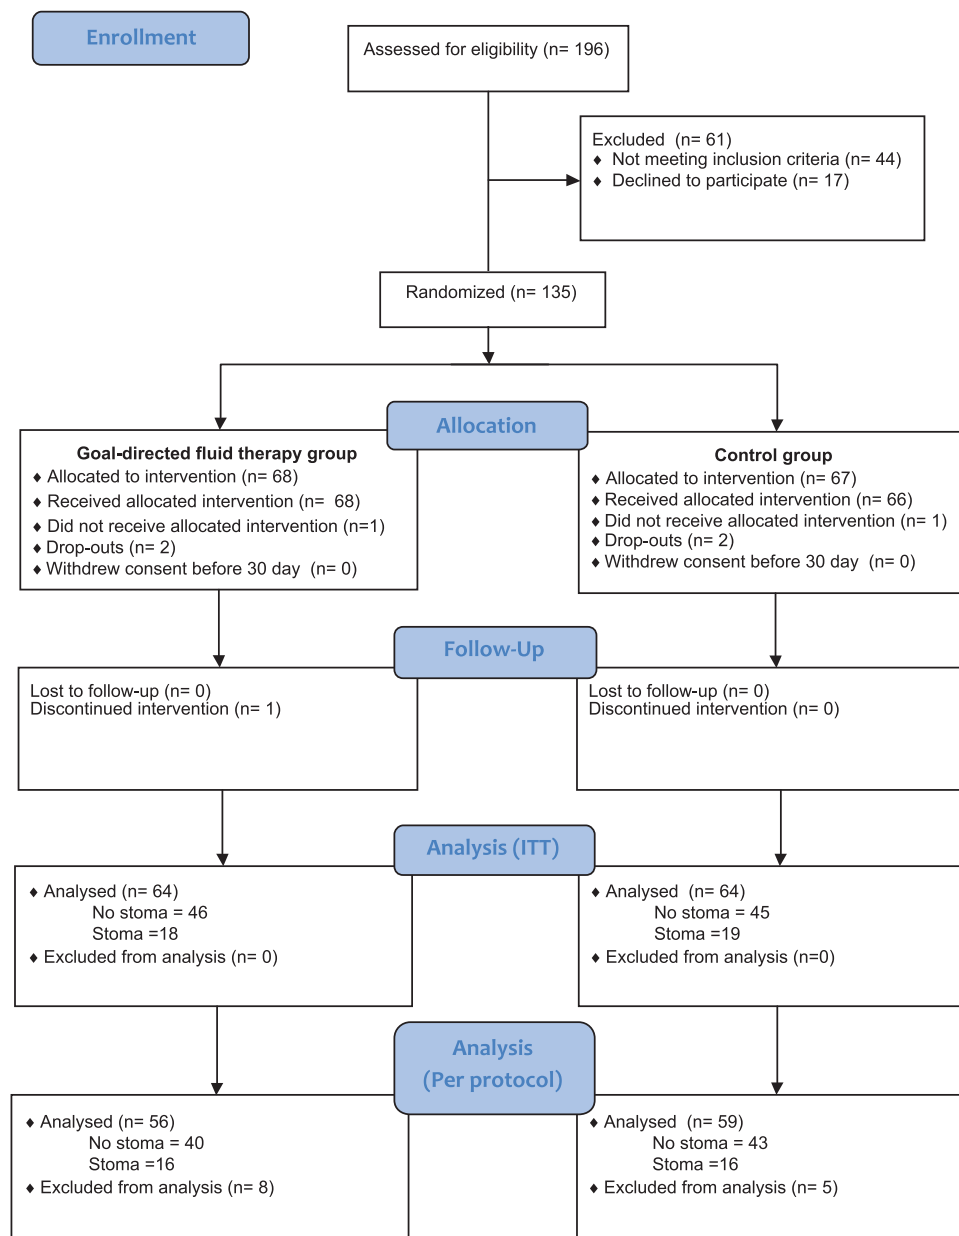 Enrollment
Assessed for eligibility (n= 196)
Excluded (n= 61)
♦ Not meeting inclusion criteria (n= 44)
♦ Declined to participate (n= 17)
Randomized (n= 135)
Allocation
Goal-directed fluid therapy group
♦ Allocated to intervention (n= 68)
♦ Received allocated intervention (n= 68)
♦ Did not receive allocated intervention (n=1)
♦ Drop-outs (n= 2)
♦ Withdrew consent before 30 day (n= 0)
Control group
♦ Allocated to intervention (n= 67)
♦ Received allocated intervention (n= 66)
♦ Did not receive allocated intervention (n= 1)
♦ Drop-outs (n= 2)
♦ Withdrew consent before 30 day (n= 0)
Follow-Up
Lost to follow-up (n= 0)
Discontinued intervention (n= 1)
Lost to follow-up (n= 0)
Discontinued intervention (n= 0)
Analysis (ITT)
♦ Analysed (n= 64)
No stoma = 46
Stoma =18
♦ Excluded from analysis (n= 0)
♦ Analysed (n= 64)
No stoma = 45
Stoma =19
♦ Excluded from analysis (n=0)
Analysis
(Per protocol)
♦ Analysed (n= 56)
No stoma = 40
Stoma =16
♦ Excluded from analysis (n= 8)
♦ Analysed (n= 59)
No stoma = 43
Stoma =16
♦ Excluded from analysis (n= 5)